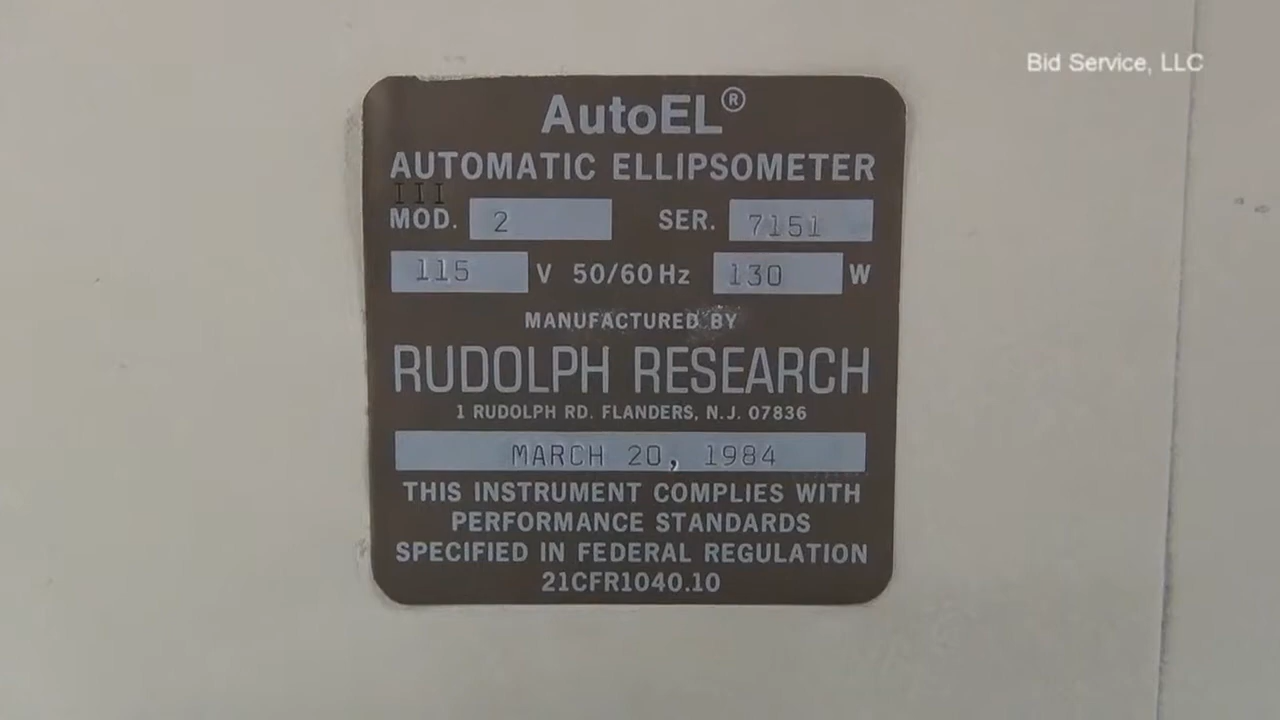 Bid Service, LLC
AutoEL®
AUTOMATIC ELLIPSOMETER
III
MOD. 2 SER. 7151
115 V 50/60 Hz 130 W
MANUFACTURED BY
RUDOLPH RESEARCH
1 RUDOLPH RD. FLANDERS, N.J. 07836
MARCH 20, 1984
THIS INSTRUMENT COMPLIES WITH
PERFORMANCE STANDARDS
SPECIFIED IN FEDERAL REGULATION
21CFR1040.10